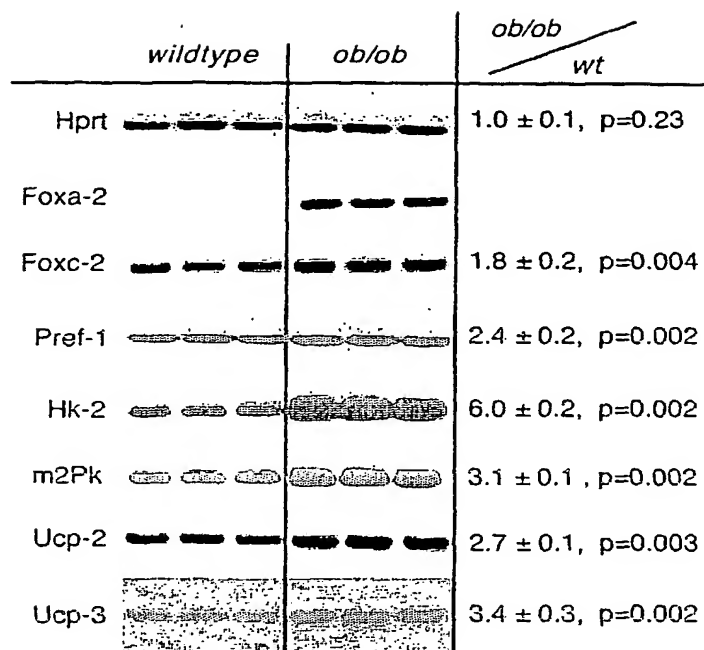 wildtype ob/ob ob/ob / wt
Hprt 1.0 ± 0.1, p=0.23
Foxa-2
Foxc-2 1.8 ± 0.2, p=0.004
Pref-1 2.4 ± 0.2, p=0.002
Hk-2 6.0 ± 0.2, p=0.002
m2Pk 3.1 ± 0.1 , p=0.002
Ucp-2 2.7 ± 0.1, p=0.003
Ucp-3 3.4 ± 0.3, p=0.002